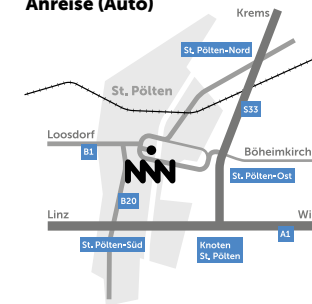 Anreise (Auto)
Krems
St. Pölten-Nord
St. Pölten
S33
Loosdorf
B1
Böheimkirch
St. Pölten-Ost
B20
Linz
Wi
A1
St. Pölten-Süd
Knoten
St. Pölten